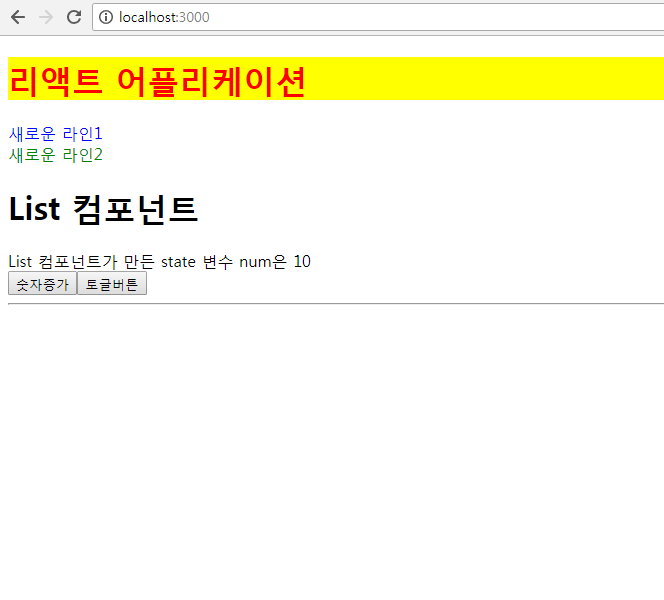 localhost:3000
리액트 어플리케이션
새로운 라인1
새로운 라인2
List 컴포넌트
List 컴포넌트가 만든 state 변수 num은 10
숫자증가 토글버튼